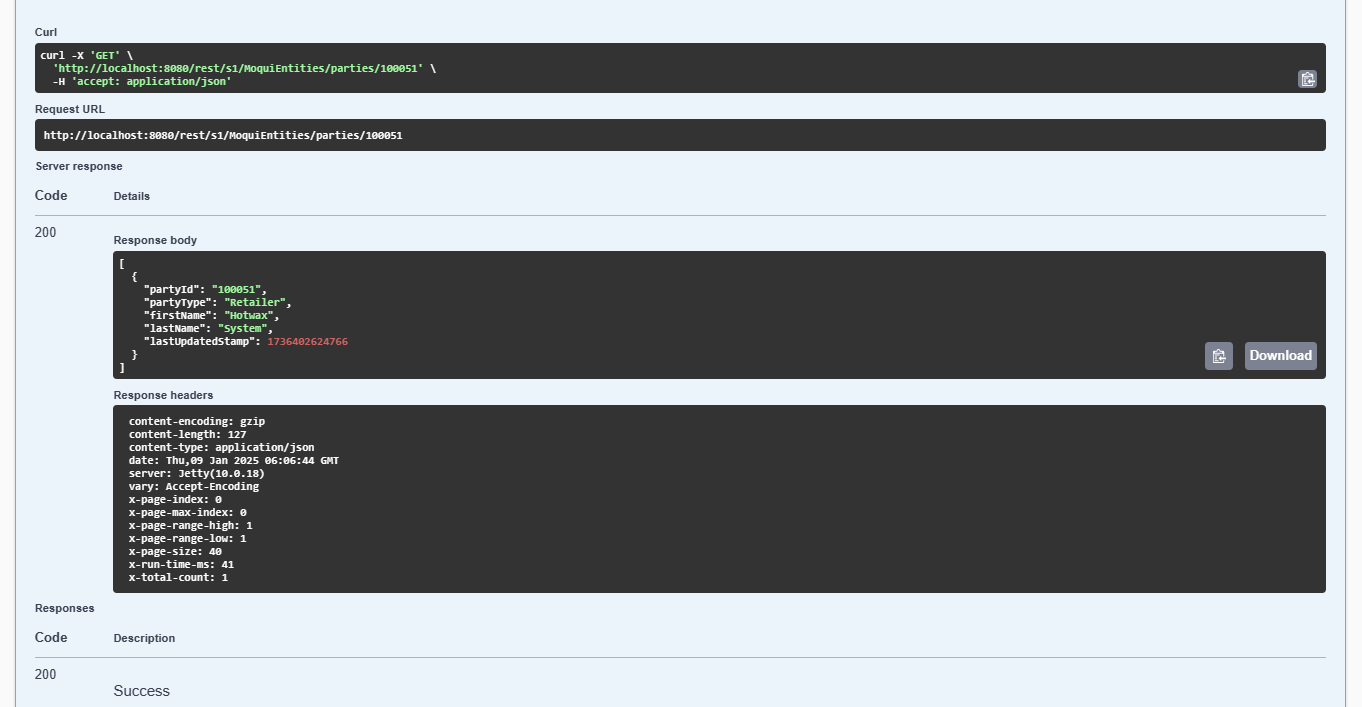 Curl
curl -X 'GET' \
  'http://localhost:8080/rest/s1/MoquiEntities/parties/100051' \
  -H 'accept: application/json'
Request URL
http://localhost:8080/rest/s1/MoquiEntities/parties/100051
Server response
Code Details
200
Response body
[
  {
    "partyId": "100051",
    "partyType": "Retailer",
    "firstName": "Hotwax",
    "lastName": "System",
    "lastUpdatedStamp": 1736402624766
  }
]
Download
Response headers
content-encoding: gzip
content-length: 127
content-type: application/json
date: Thu,09 Jan 2025 06:06:44 GMT
server: Jetty(10.0.18)
vary: Accept-Encoding
x-page-index: 0
x-page-max-index: 0
x-page-range-high: 1
x-page-range-low: 1
x-page-size: 40
x-run-time-ms: 41
x-total-count: 1
Responses
Code Description
200
Success